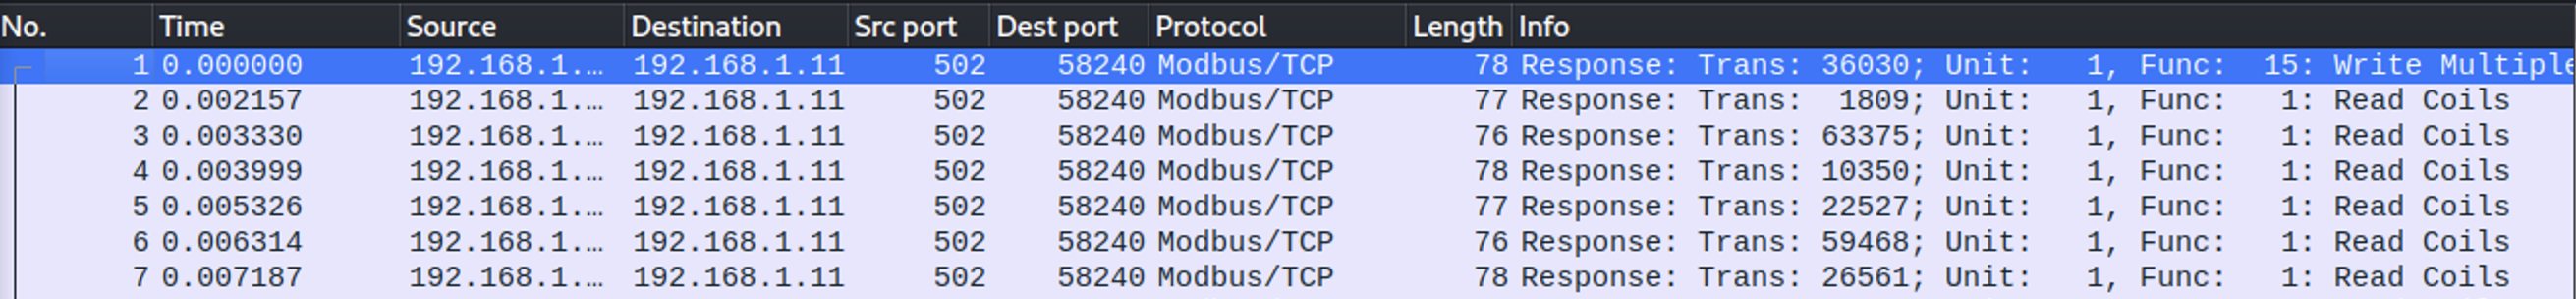 No. Time Source Destination Src port Dest port Protocol Length Info
1 0.000000 192.168.1.… 192.168.1.11 502 58240 Modbus/TCP 78 Response: Trans: 36030; Unit: 1, Func: 15: Write Multiple
2 0.002157 192.168.1.… 192.168.1.11 502 58240 Modbus/TCP 77 Response: Trans: 1809; Unit: 1, Func: 1: Read Coils
3 0.003330 192.168.1.… 192.168.1.11 502 58240 Modbus/TCP 76 Response: Trans: 63375; Unit: 1, Func: 1: Read Coils
4 0.003999 192.168.1.… 192.168.1.11 502 58240 Modbus/TCP 78 Response: Trans: 10350; Unit: 1, Func: 1: Read Coils
5 0.005326 192.168.1.… 192.168.1.11 502 58240 Modbus/TCP 77 Response: Trans: 22527; Unit: 1, Func: 1: Read Coils
6 0.006314 192.168.1.… 192.168.1.11 502 58240 Modbus/TCP 76 Response: Trans: 59468; Unit: 1, Func: 1: Read Coils
7 0.007187 192.168.1.… 192.168.1.11 502 58240 Modbus/TCP 78 Response: Trans: 26561; Unit: 1, Func: 1: Read Coils